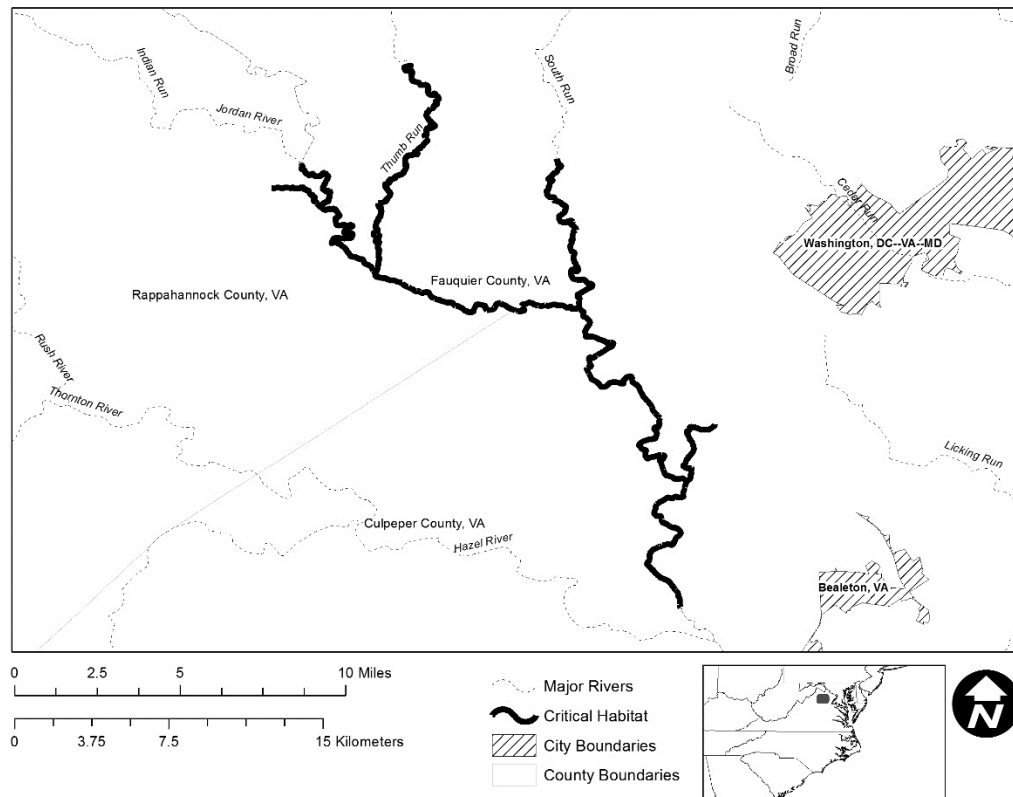 Indian Run
Jordan River
Thumb Run
South Run
Broad Run
Cedar Run
Washington, DC--VA--MD
Fauquier County, VA
Rappahannock County, VA
Rush River
Thornton River
Licking Run
Culpeper County, VA
Hazel River
Bealeton, VA
0 2.5 5 10 Miles
0 3.75 7.5 15 Kilometers
Major Rivers
Critical Habitat
City Boundaries
County Boundaries
N